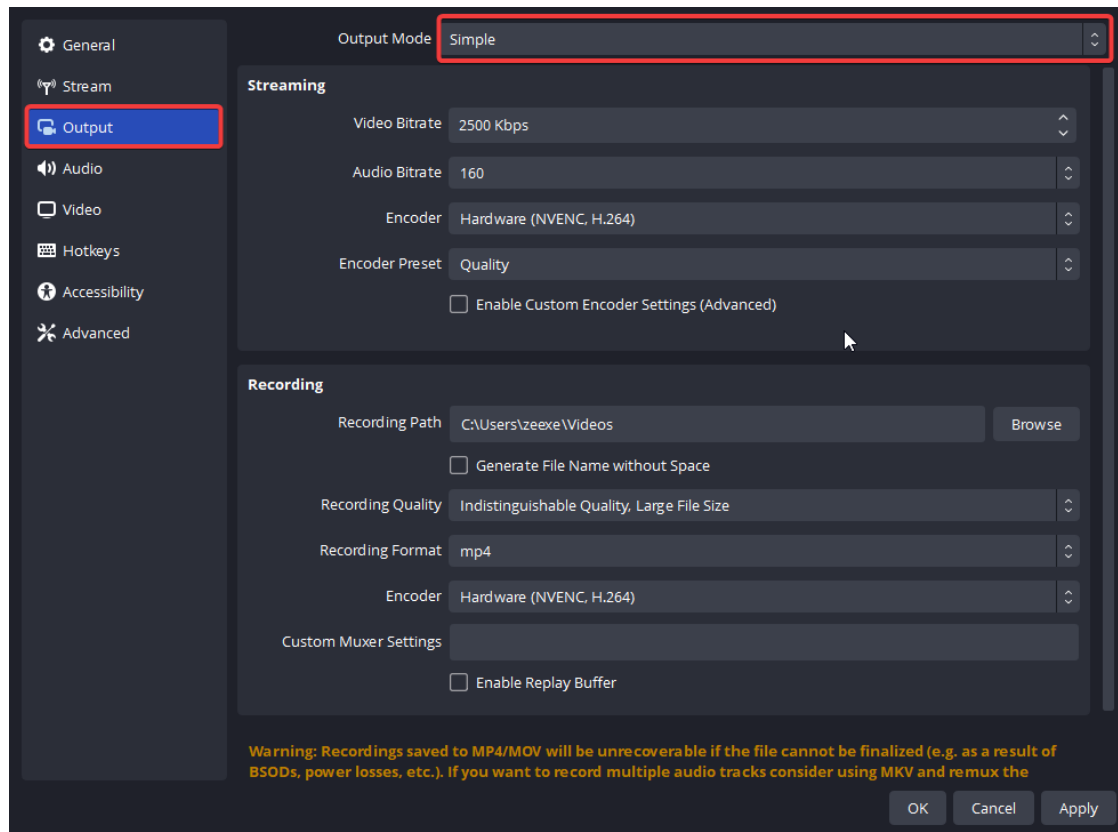 General
Stream
Output
Audio
Video
Hotkeys
Accessibility
Advanced
Output Mode Simple
Streaming
Video Bitrate 2500 Kbps
Audio Bitrate 160
Encoder Hardware (NVENC, H.264)
Encoder Preset Quality
Enable Custom Encoder Settings (Advanced)
Recording
Recording Path C:\Users\zeexe\Videos Browse
Generate File Name without Space
Recording Quality Indistinguishable Quality, Large File Size
Recording Format mp4
Encoder Hardware (NVENC, H.264)
Custom Muxer Settings
Enable Replay Buffer
Warning: Recordings saved to MP4/MOV will be unrecoverable if the file cannot be finalized (e.g. as a result of
BSODs, power losses, etc.). If you want to record multiple audio tracks consider using MKV and remux the
OK Cancel Apply